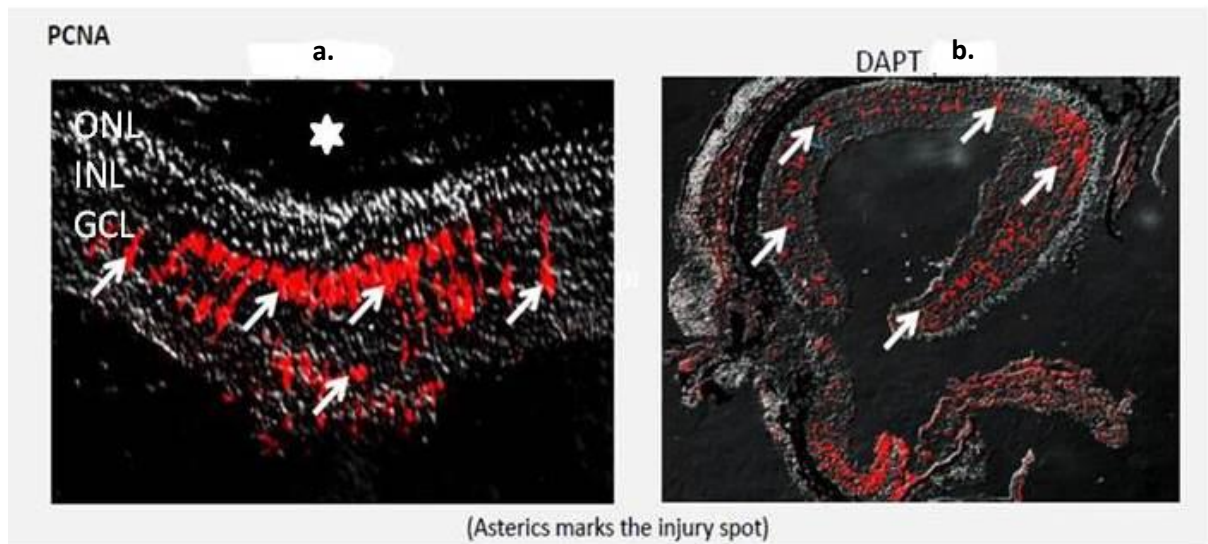 PCNA
a.
DAPT b.
ONL
INL
GCL
(Asterics marks the injury spot)